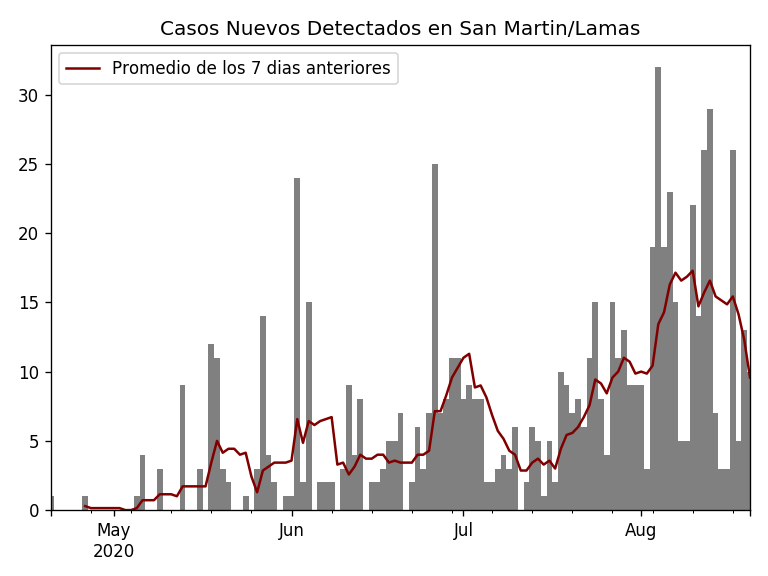 Casos Nuevos Detectados en San Martin/Lamas
Promedio de los 7 dias anteriores
30
25
20
15
10
5
0
May Jun Jul Aug
2020